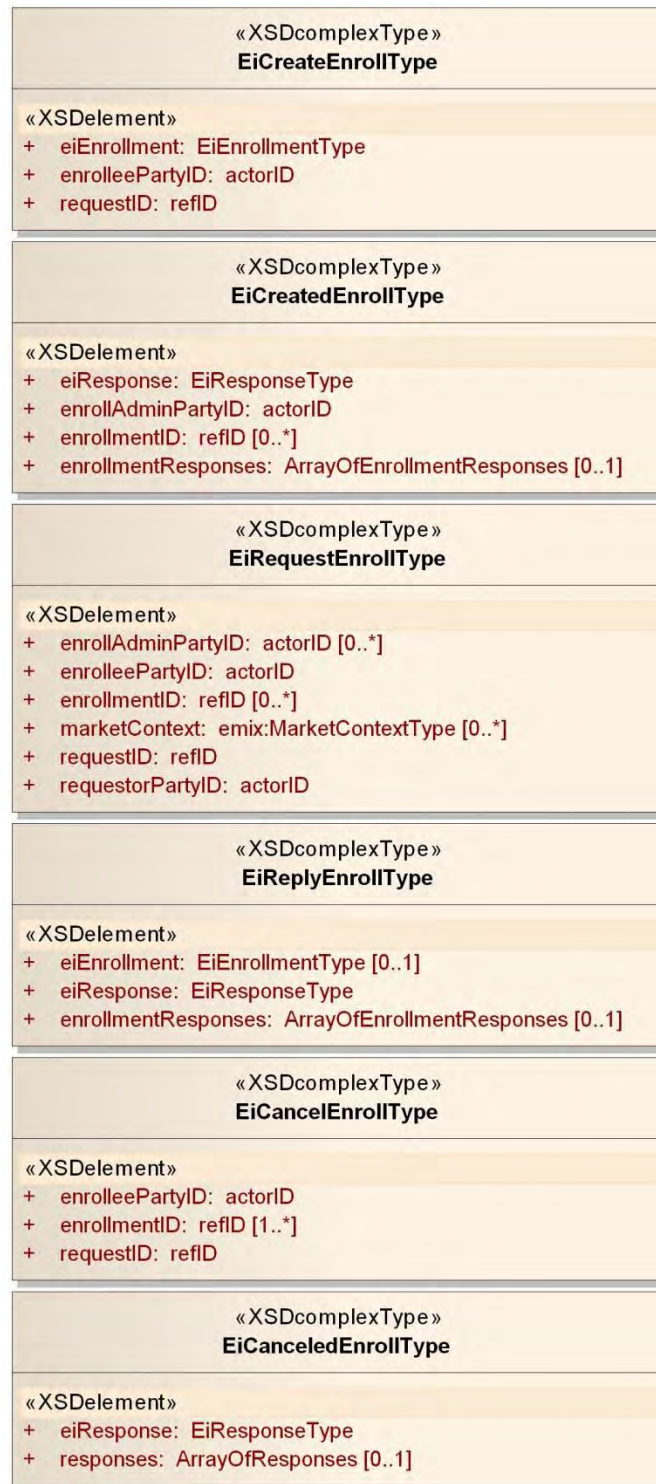 «XSDcomplexType»
EiCreateEnrollType
«XSDelement»
+ eiEnrollment: EiEnrollmentType
+ enrolleePartyID: actorID
+ requestID: refID
«XSDcomplexType»
EiCreatedEnrollType
«XSDelement»
+ eiResponse: EiResponseType
+ enrollAdminPartyID: actorID
+ enrollmentID: refID [0..*]
+ enrollmentResponses: ArrayOfEnrollmentResponses [0..1]
«XSDcomplexType»
EiRequestEnrollType
«XSDelement»
+ enrollAdminPartyID: actorID [0..*]
+ enrolleePartyID: actorID
+ enrollmentID: refID [0..*]
+ marketContext: emix:MarketContextType [0..*]
+ requestID: refID
+ requestorPartyID: actorID
«XSDcomplexType»
EiReplyEnrollType
«XSDelement»
+ eiEnrollment: EiEnrollmentType [0..1]
+ eiResponse: EiResponseType
+ enrollmentResponses: ArrayOfEnrollmentResponses [0..1]
«XSDcomplexType»
EiCancelEnrollType
«XSDelement»
+ enrolleePartyID: actorID
+ enrollmentID: refID [1..*]
+ requestID: refID
«XSDcomplexType»
EiCanceledEnrollType
«XSDelement»
+ eiResponse: EiResponseType
+ responses: ArrayOfResponses [0..1]